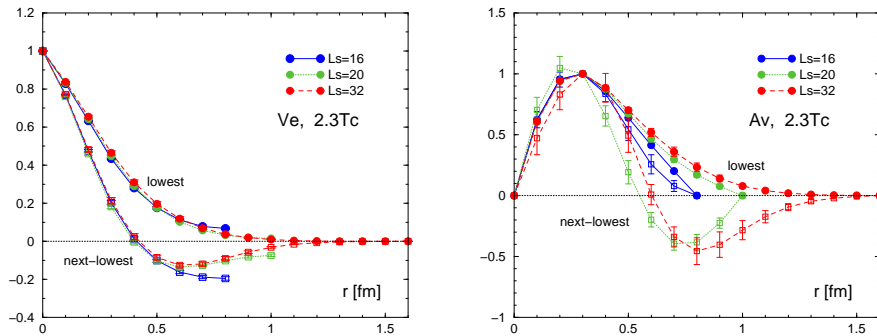 1.2
1
0.8
0.6
0.4
0.2
0
−0.2
−0.4
0
0.5
1
1.5
Ls=16
Ls=20
Ls=32
Ve, 2.3Tc
lowest
next−lowest
r [fm]
1.5
1
0.5
0
−0.5
−1
0
0.5
1
1.5
Ls=16
Ls=20
Ls=32
Av, 2.3Tc
lowest
next−lowest
r [fm]